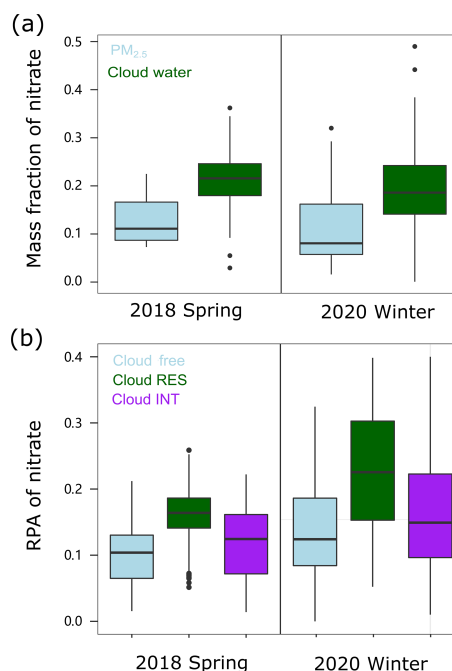 (a)
Mass fraction of nitrate
0.5
0.4
0.3
0.2
0.1
0.0
PM2.5
Cloud water
2018 Spring
2020 Winter
(b)
RPA of nitrate
0.4
0.3
0.2
0.1
0.0
Cloud free
Cloud RES
Cloud INT
2018 Spring
2020 Winter